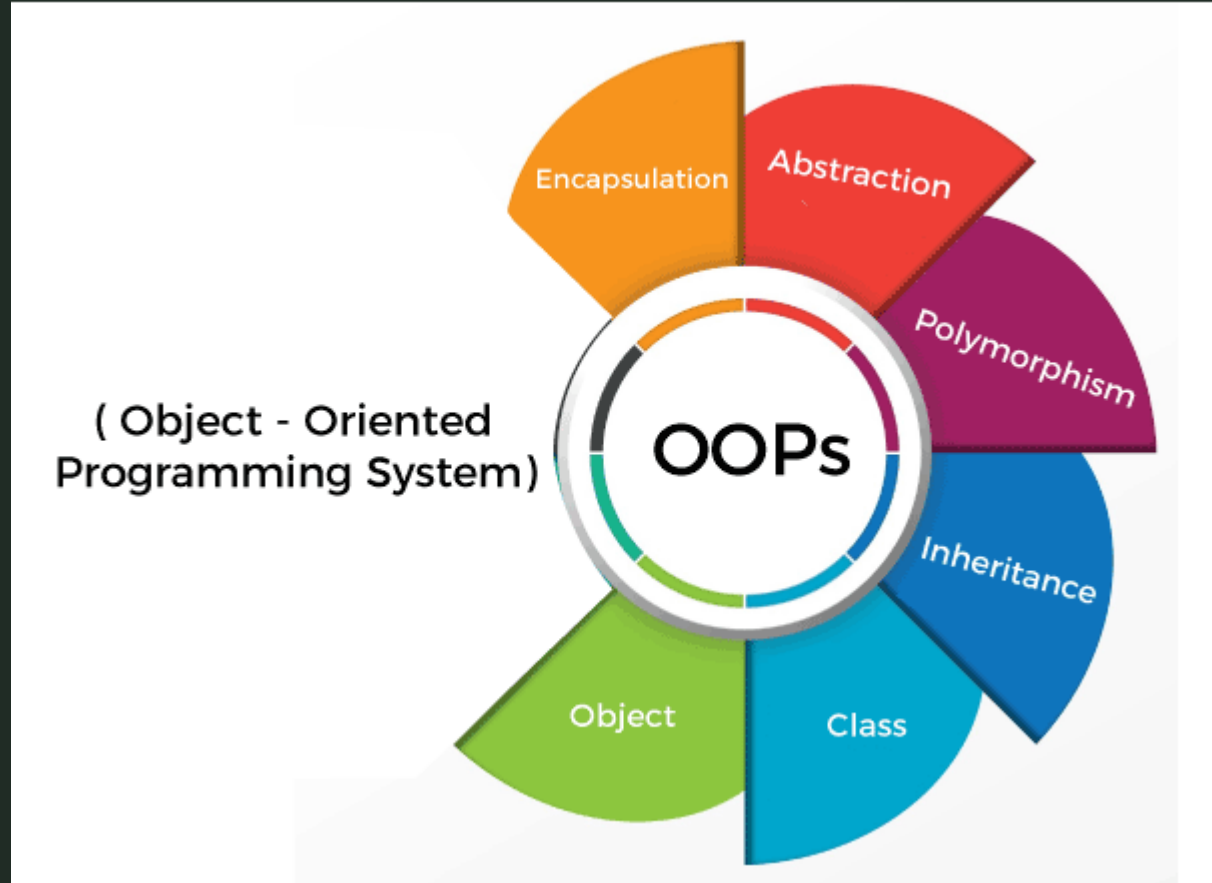 Encapsulation
Abstraction
Polymorphism
( Object - Oriented
Programming System)
OOPs
Inheritance
Object
Class